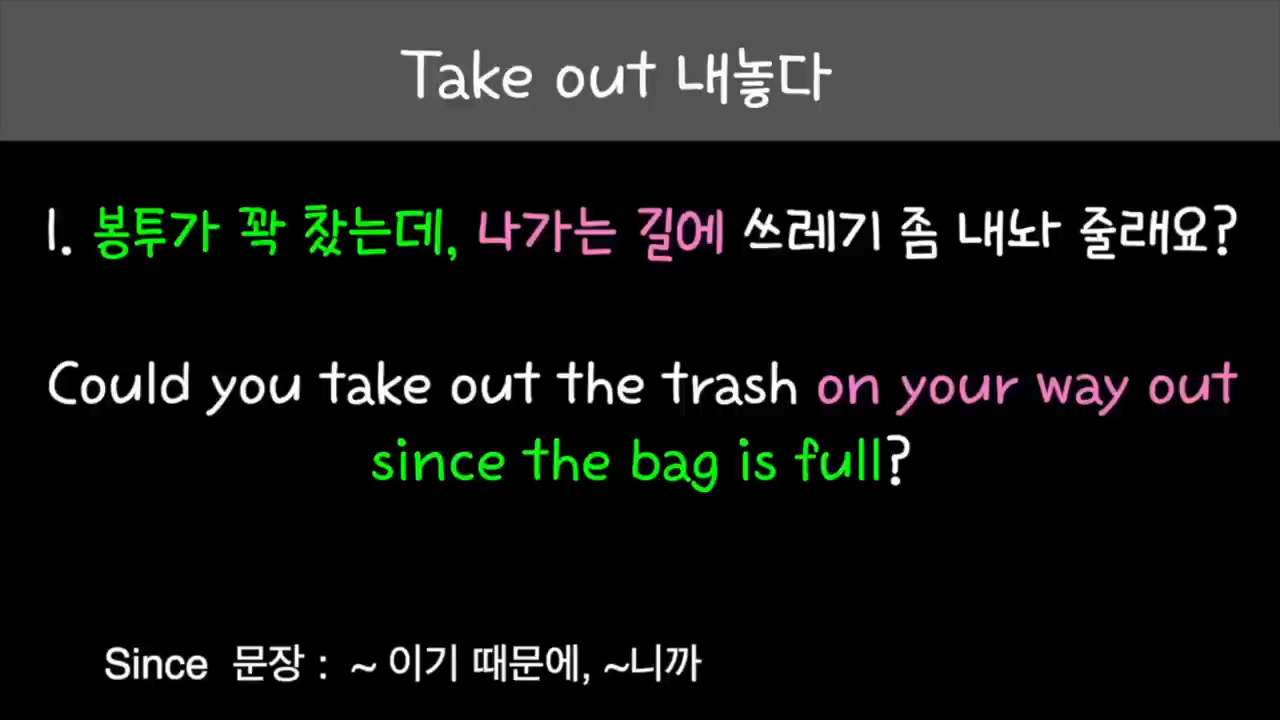 Take out 내놓다
1. 봉투가 꽉 찼는데, 나가는 길에 쓰레기 좀 내놔 줄래요?
Could you take out the trash on your way out
since the bag is full?
Since 문장 : ~ 이기 때문에, ~니까